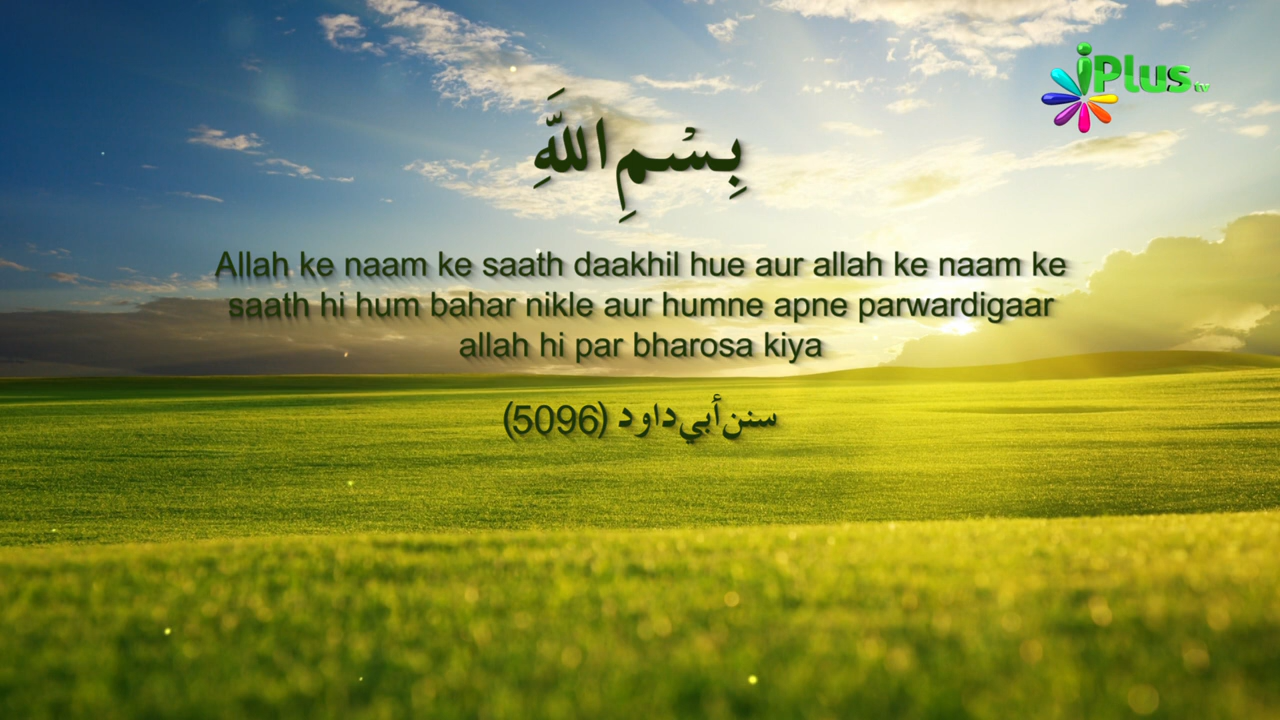 iPlus tv
بِسْمِ اللَّهِ
Allah ke naam ke saath daakhil hue aur allah ke naam ke
saath hi hum bahar nikle aur humne apne parwardigaar
allah hi par bharosa kiya
سنن أبي داود (5096)